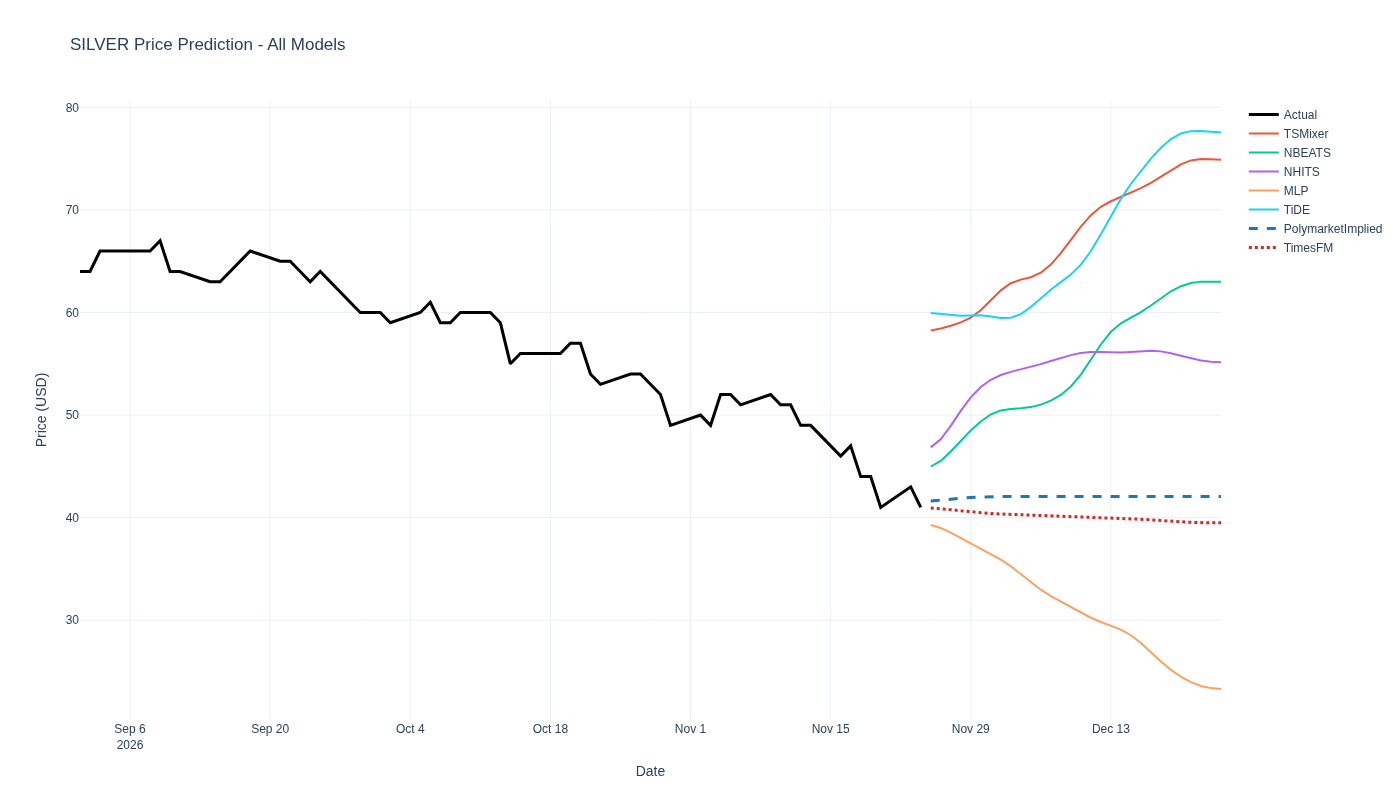 SILVER Price Prediction - All Models
80
70
60
50
40
30
Price (USD)
Sep 6
2026
Sep 20
Oct 4
Oct 18
Nov 1
Nov 15
Nov 29
Dec 13
Date
Actual
TSMixer
NBEATS
NHITS
MLP
TiDE
PolymarketImplied
TimesFM